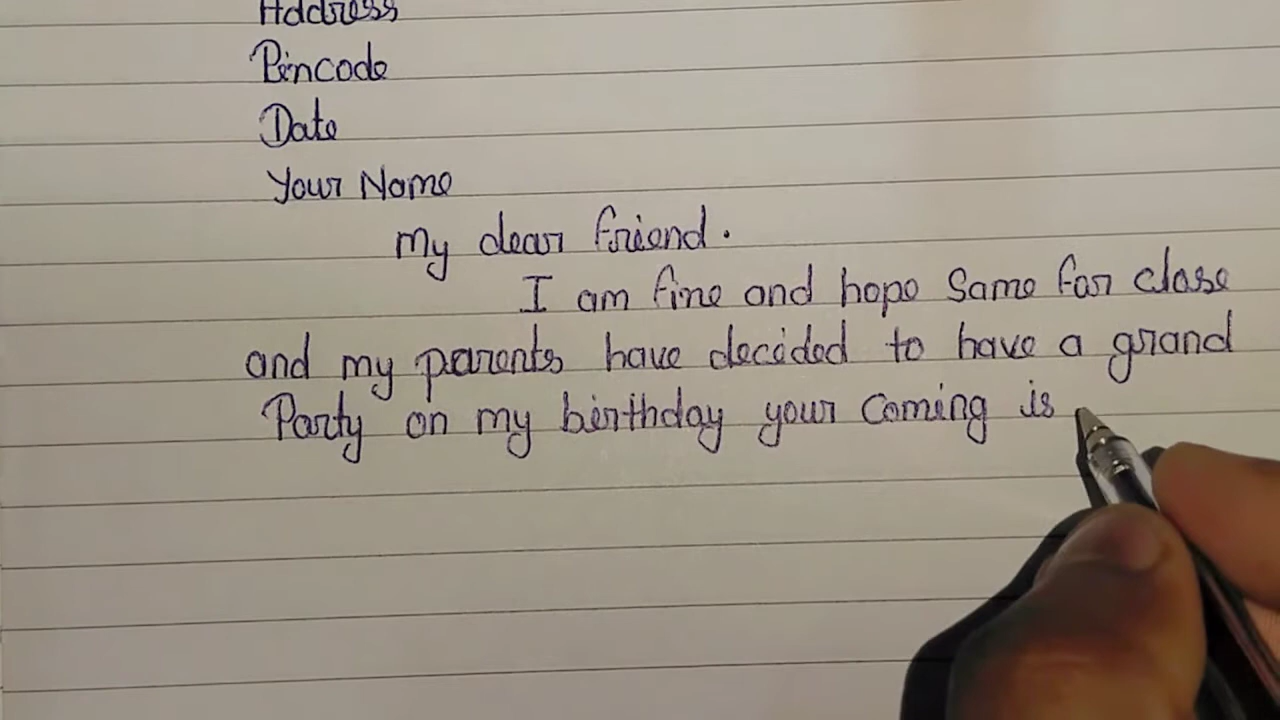 Address
Pincode
Date
Your Name
My dear friend.
I am fine and hope Same for close
and my parents have decided to have a grand
Party on my birthday your Coming is